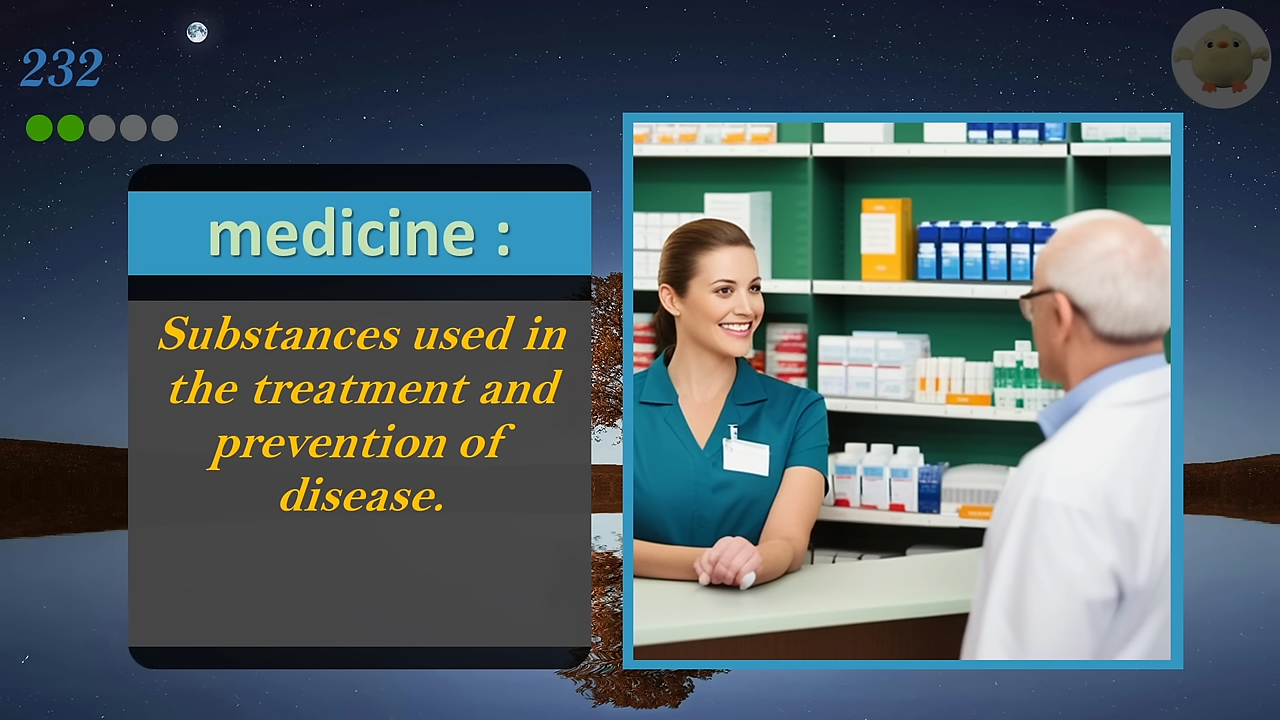 232
medicine :
Substances used in
the treatment and
prevention of
disease.